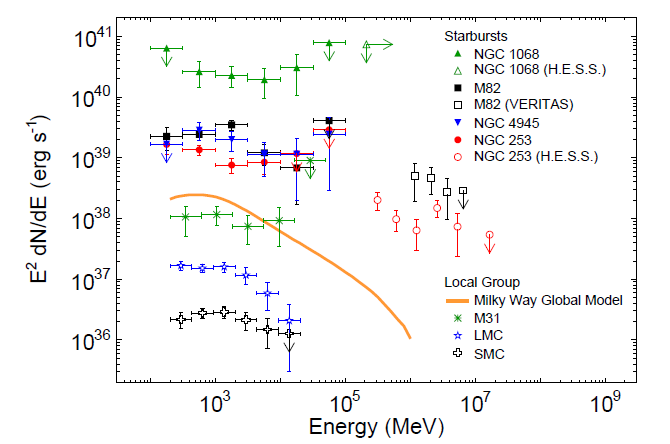 10^41
10^40
10^39
10^38
10^37
10^36
E^2 dN/dE (erg s^-1)
Starbursts
NGC 1068
NGC 1068 (H.E.S.S.)
M82
M82 (VERITAS)
NGC 4945
NGC 253
NGC 253 (H.E.S.S.)
Local Group
Milky Way Global Model
M31
LMC
SMC
10^3 10^5 10^7 10^9
Energy (MeV)